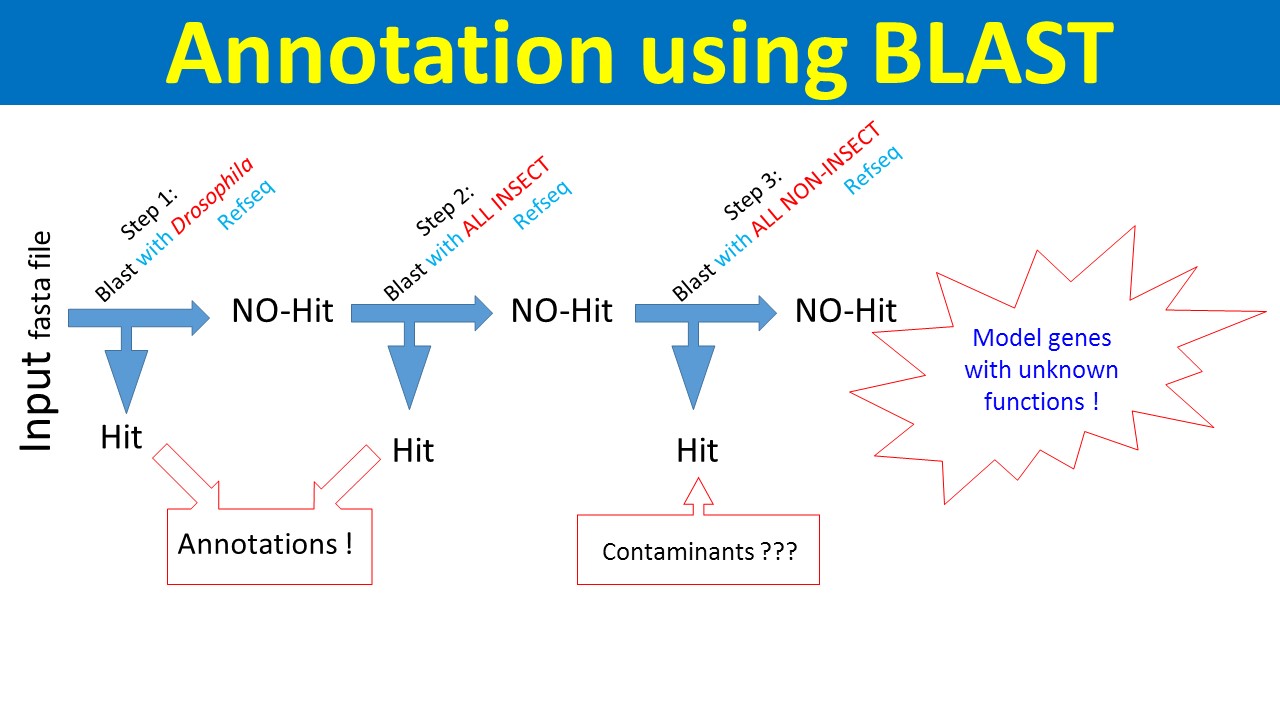 Annotation using BLAST
Input fasta file
Step 1:
Blast with Drosophila
Refseq
NO-Hit
Hit
Step 2:
Blast with ALL INSECT
Refseq
NO-Hit
Hit
Annotations !
Step 3:
Blast with ALL NON-INSECT
Refseq
NO-Hit
Hit
Contaminants ???
Model genes
with unknown
functions !